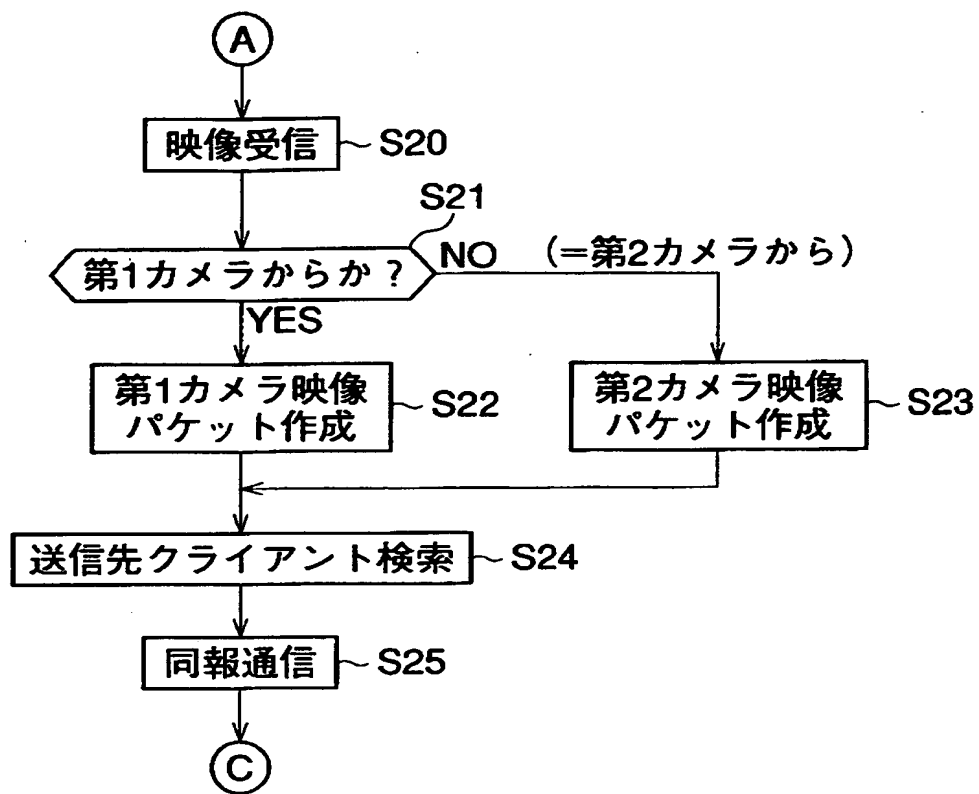 A
映像受信
S20
S21
第1カメラからか？
NO (=第2カメラから)
YES
第1カメラ映像
パケット作成
S22
第2カメラ映像
パケット作成
S23
送信先クライアント検索
S24
同報通信
S25
C